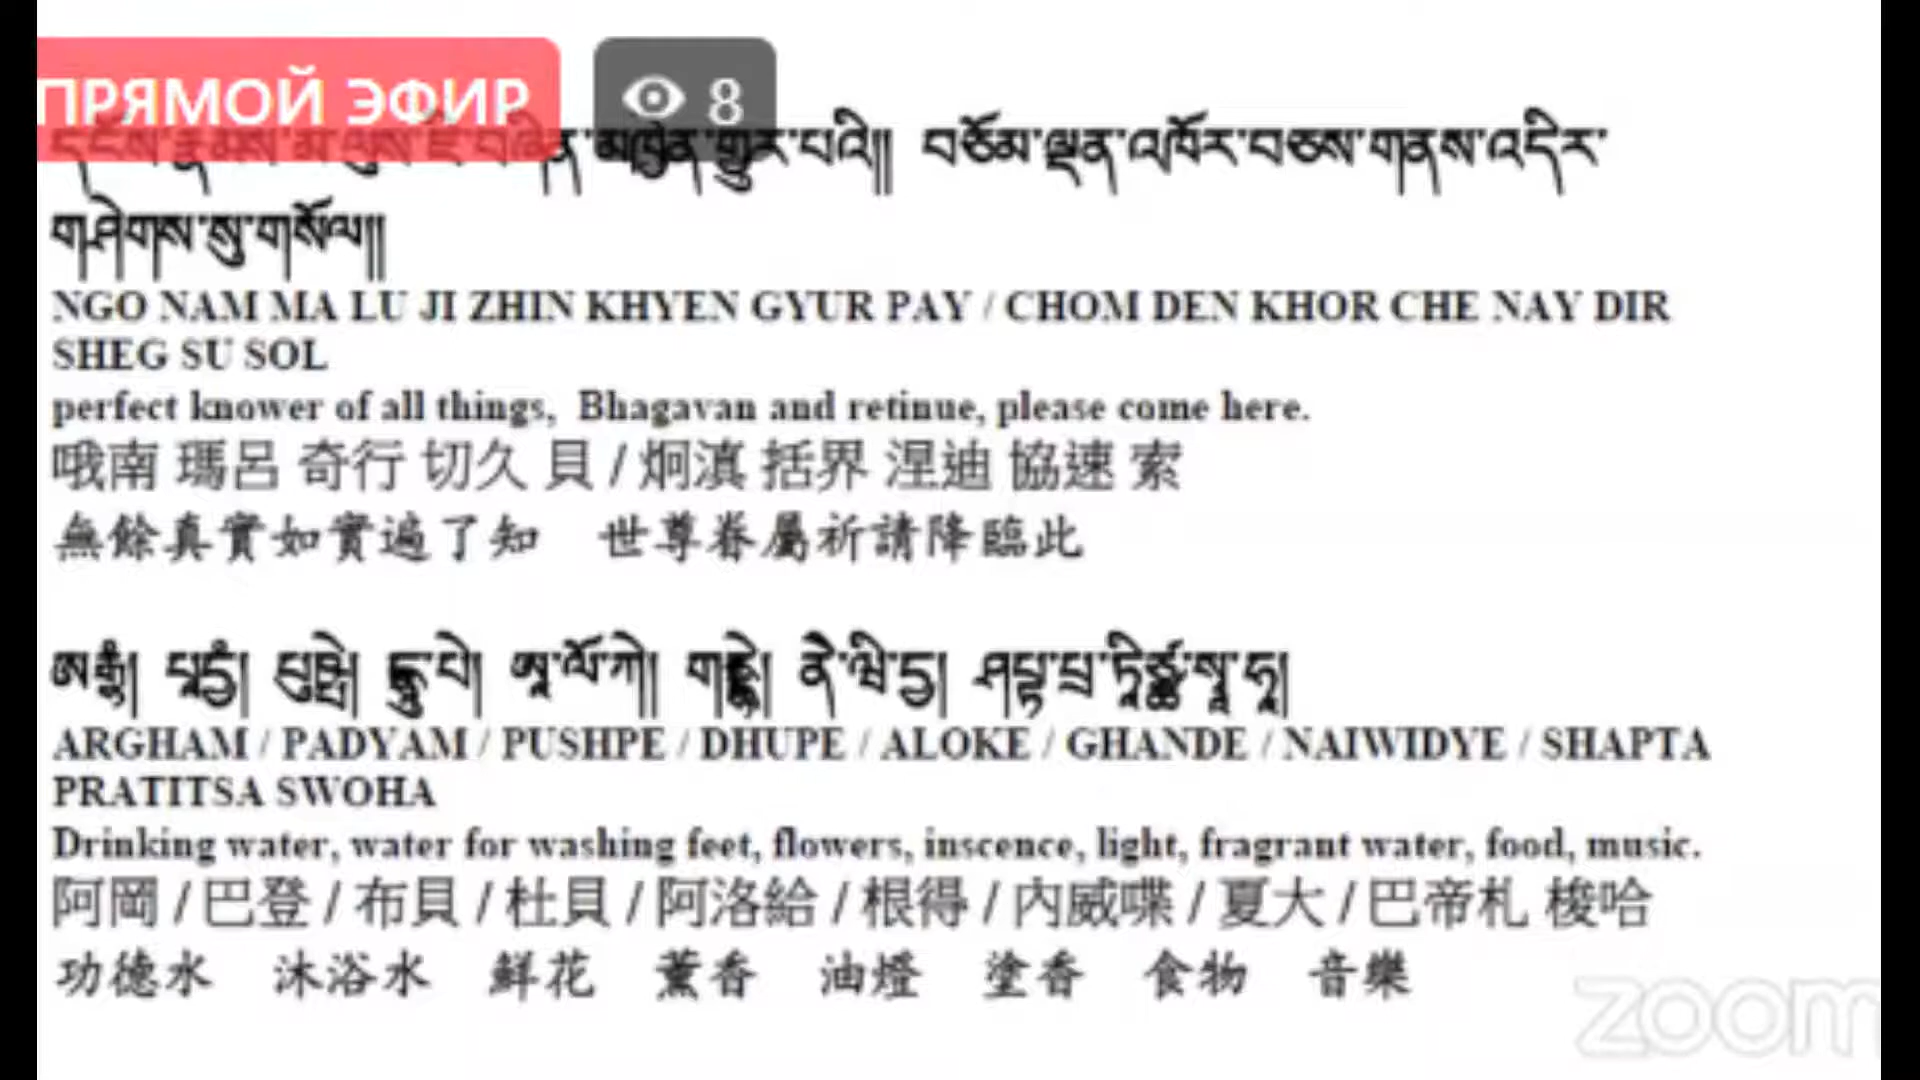 ПРЯМОЙ ЭФИР 8
དངོས་རྣམས་མ་ལུས་ཇི་བཞིན་མཁྱེན་གྱུར་པའི།། བཅོམ་ལྡན་འཁོར་བཅས་གནས་འདིར་
གཤེགས་སུ་གསོལ།།
NGO NAM MA LU JI ZHIN KHYEN GYUR PAY / CHOM DEN KHOR CHE NAY DIR
SHEG SU SOL
perfect knower of all things, Bhagavan and retinue, please come here.
哦南 瑪呂 奇行 切久 貝 / 炯滇 括界 涅迪 協速 索
無餘真實如實遍了知 世尊眷屬祈請降臨此
ཨརྒྷཾ། པཱདྱཾ། པུཥྤེ། དྷཱུ་པེ། ཨཱ་ལོ་ཀེ། གནྡྷེ། ནཻ་ཝི་དྱ། ཤཔྟ་པྲ་ཏཱིཙྪ་སྭཱ་ཧཱ།
ARGHAM / PADYAM / PUSHPE / DHUPE / ALOKE / GHANDE / NAIWIDYE / SHAPTA
PRATITSA SWOHA
Drinking water, water for washing feet, flowers, inscence, light, fragrant water, food, music.
阿岡 / 巴登 / 布貝 / 杜貝 / 阿洛給 / 根得 / 內威喋 / 夏大 / 巴帝札 梭哈
功德水 沐浴水 鮮花 薰香 油燈 塗香 食物 音樂
zoom